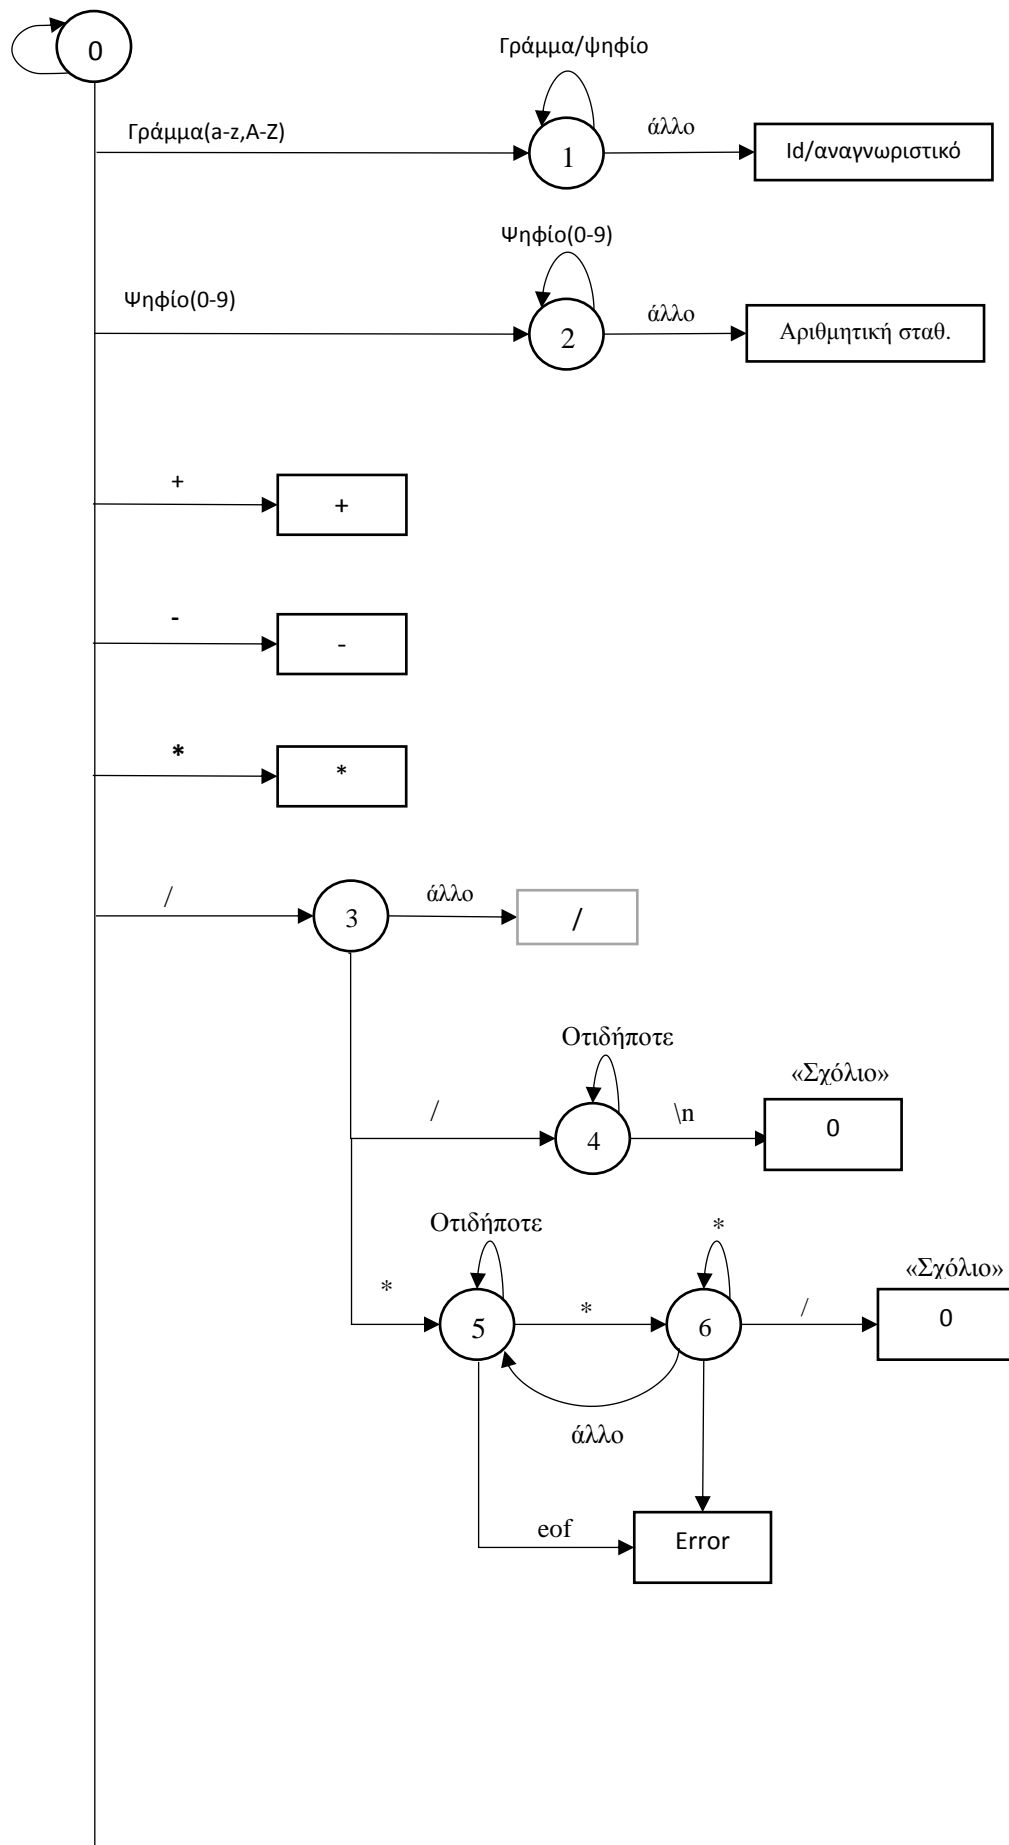 0
Γράμμα/ψηφίο
Γράμμα(a-z,A-Z)
1
άλλο
Id/αναγνωριστικό
Ψηφίο(0-9)
Ψηφίο(0-9)
2
άλλο
Αριθμητική σταθ.
+
+
-
-
*
*
/
3
άλλο
/
Οτιδήποτε
«Σχόλιο»
/
4
\n
0
Οτιδήποτε
*
«Σχόλιο»
*
5
*
6
/
0
άλλο
eof
Error